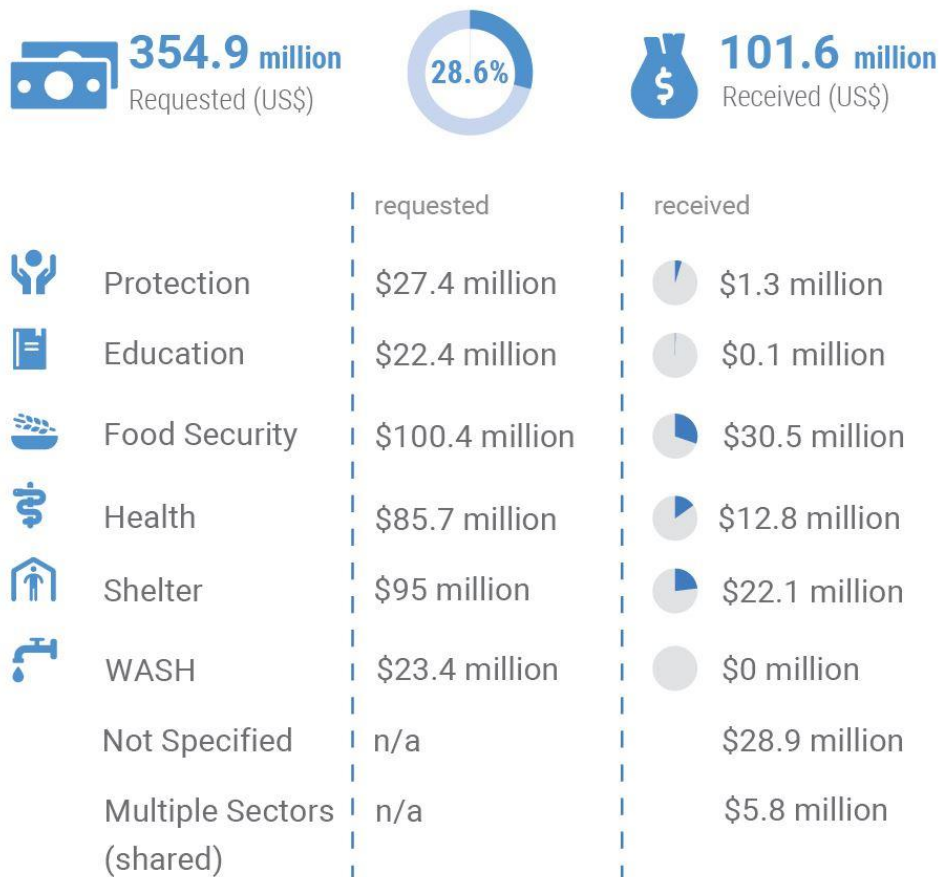 354.9 million
Requested (US$)
28.6%
$
101.6 million
Received (US$)
requested received
Protection $27.4 million $1.3 million
Education $22.4 million $0.1 million
Food Security $100.4 million $30.5 million
Health $85.7 million $12.8 million
Shelter $95 million $22.1 million
WASH $23.4 million $0 million
Not Specified n/a $28.9 million
Multiple Sectors n/a $5.8 million
(shared)